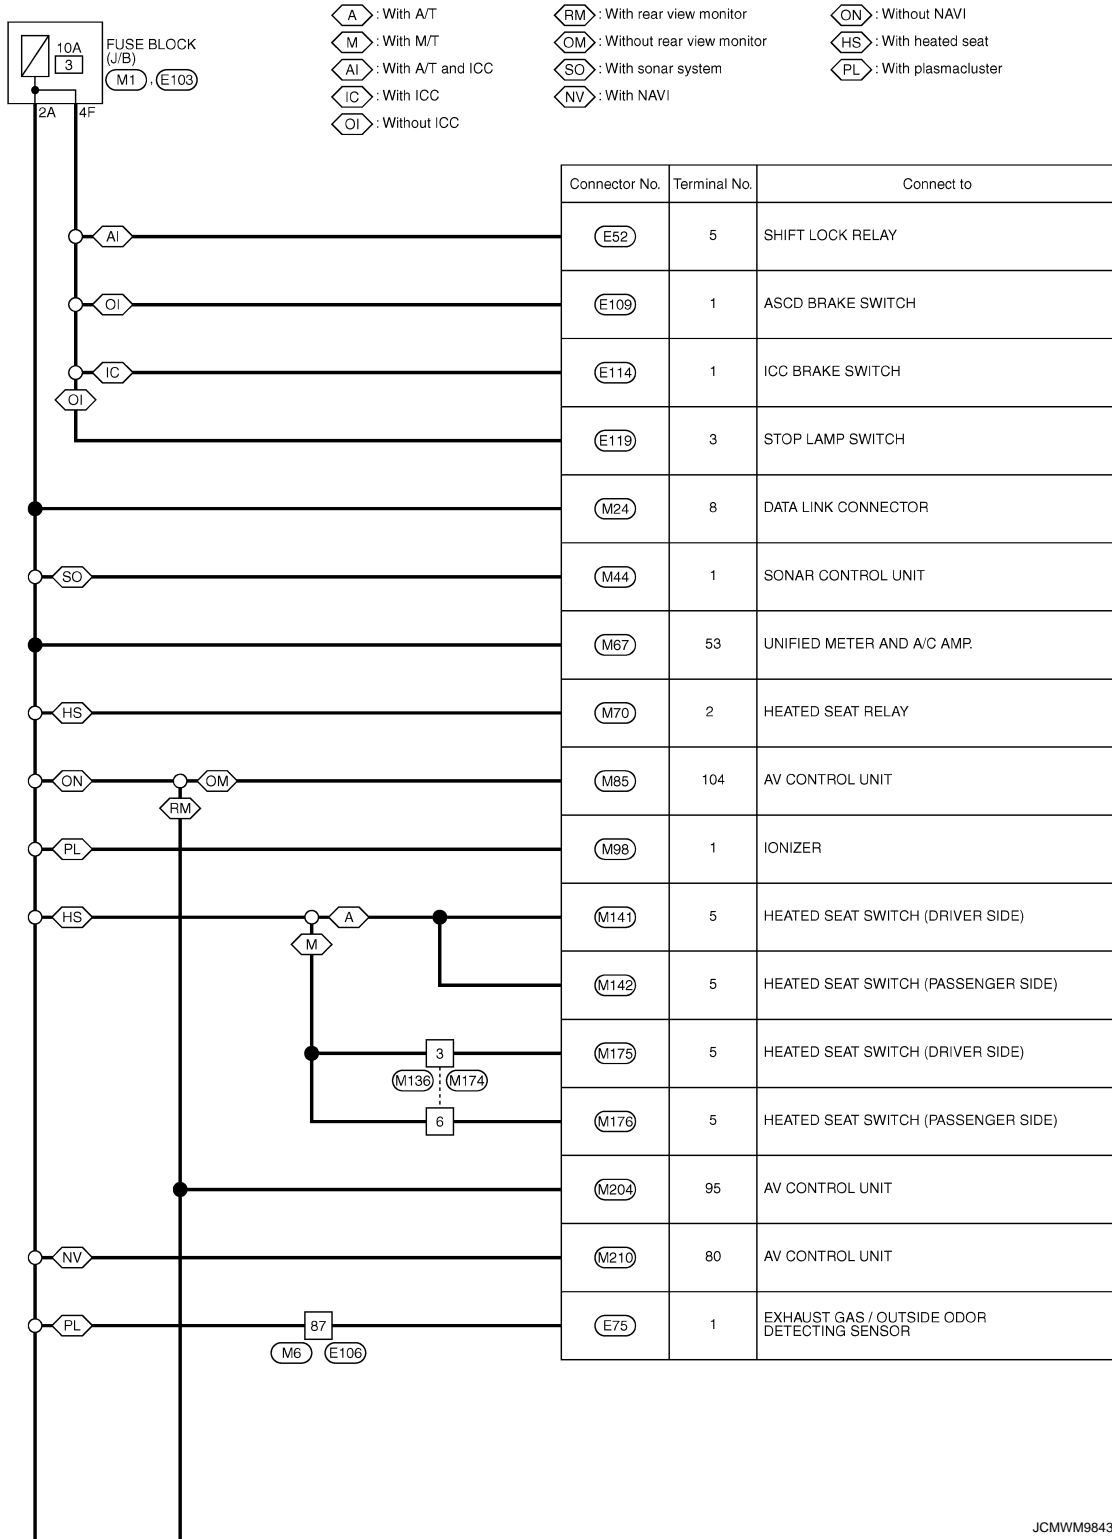 A : With A/T
RM : With rear view monitor
ON : Without NAVI
M : With M/T
OM : Without rear view monitor
HS : With heated seat
AI : With A/T and ICC
SO : With sonar system
PL : With plasmacluster
IC : With ICC
NV : With NAVI
OI : Without ICC
10A
3
FUSE BLOCK
(J/B)
M1 , E103
2A
4F
Connector No. Terminal No. Connect to
AI E52 5 SHIFT LOCK RELAY
OI E109 1 ASCD BRAKE SWITCH
IC E114 1 ICC BRAKE SWITCH
OI
E119 3 STOP LAMP SWITCH
M24 8 DATA LINK CONNECTOR
SO M44 1 SONAR CONTROL UNIT
M67 53 UNIFIED METER AND A/C AMP.
HS M70 2 HEATED SEAT RELAY
ON OM M85 104 AV CONTROL UNIT
RM
PL M98 1 IONIZER
HS A M141 5 HEATED SEAT SWITCH (DRIVER SIDE)
M
M142 5 HEATED SEAT SWITCH (PASSENGER SIDE)
3 M175 5 HEATED SEAT SWITCH (DRIVER SIDE)
M136 M174
6 M176 5 HEATED SEAT SWITCH (PASSENGER SIDE)
M204 95 AV CONTROL UNIT
NV M210 80 AV CONTROL UNIT
PL 87 E75 1 EXHAUST GAS / OUTSIDE ODOR
DETECTING SENSOR
M6 E106
JCMWM9843